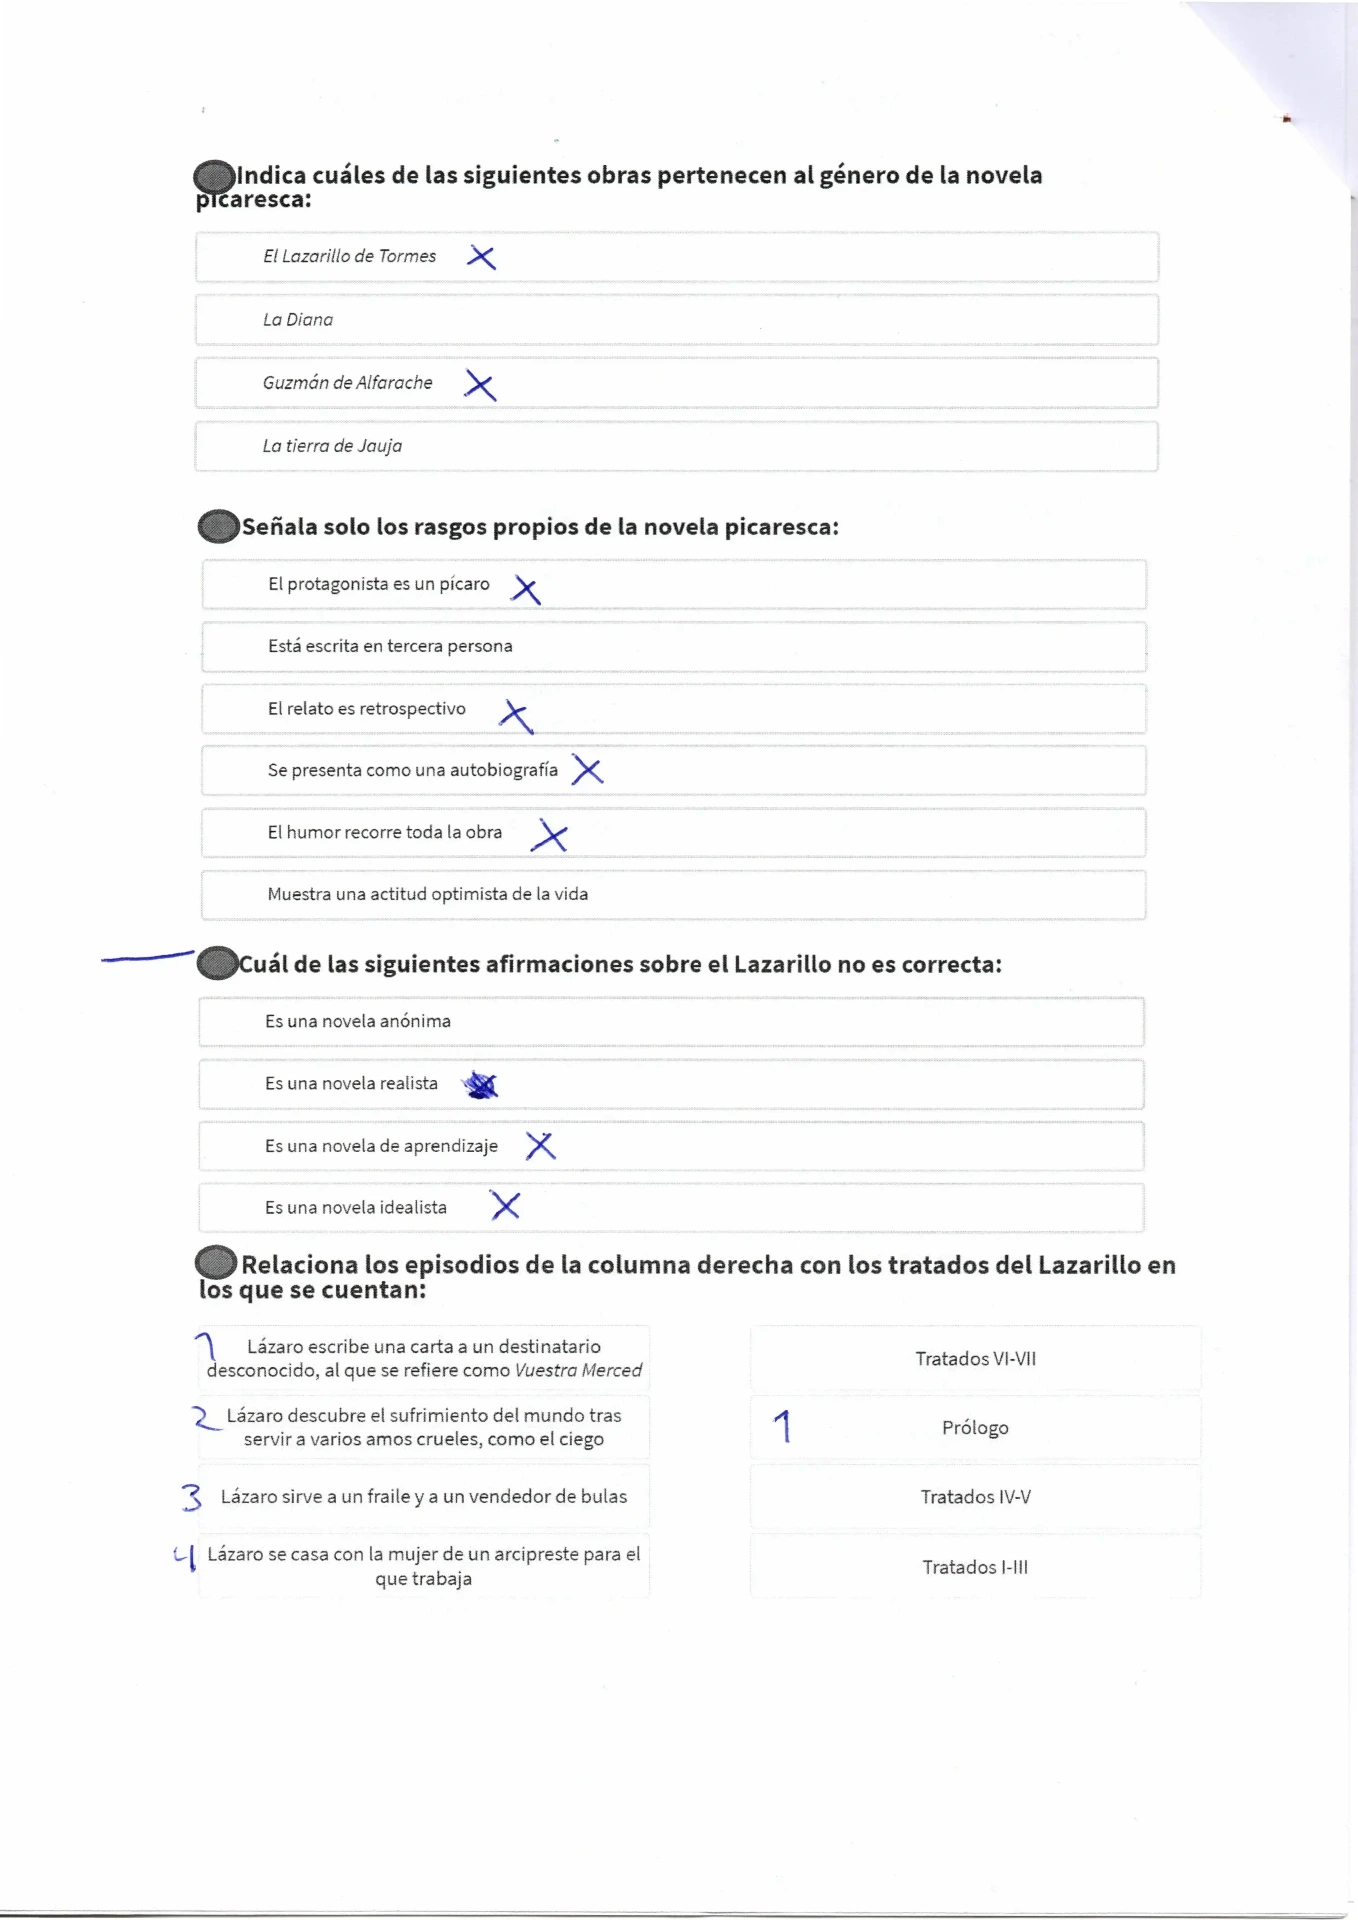 Indica cuáles de las siguientes obras pertenecen al género de la novela
picaresca:
El Lazarillo de Tormes X
La Diana
Guzmán de Alfarache X
La tierra de Jauja
Señala solo los rasgos propios de la novela picaresca:
El protagonista es un pícaro X
Está escrita en tercera persona
El relato es retrospectivo X
Se presenta como una autobiografía X
El humor recorre toda la obra X
Muestra una actitud optimista de la vida
Cuál de las siguientes afirmaciones sobre el Lazarillo no es correcta:
Es una novela anónima
Es una novela realista
Es una novela de aprendizaje X
Es una novela idealista X
Relaciona los episodios de la columna derecha con los tratados del Lazarillo en
los que se cuentan:
1 Lázaro escribe una carta a un destinatario
desconocido, al que se refiere como Vuestra Merced
Tratados VI-VII
2 Lázaro descubre el sufrimiento del mundo tras
servir a varios amos crueles, como el ciego
1 Prólogo
3 Lázaro sirve a un fraile y a un vendedor de bulas
Tratados IV-V
4 Lázaro se casa con la mujer de un arcipreste para el
que trabaja
Tratados I-III